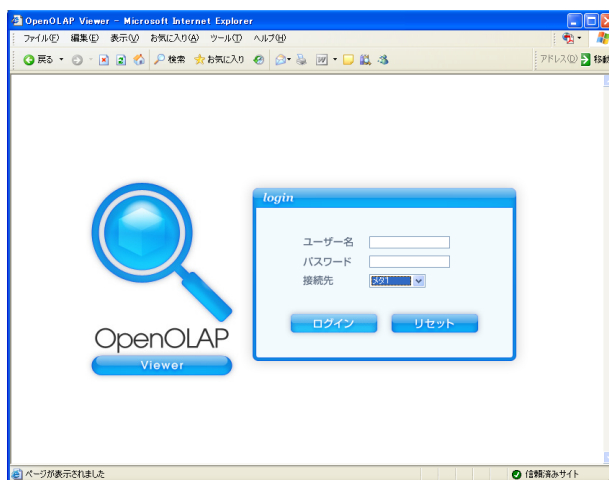 OpenOLAP Viewer - Microsoft Internet Explorer
ファイル(F) 編集(E) 表示(V) お気に入り(A) ツール(T) ヘルプ(H)
戻る 検索 お気に入り アドレス(D) 移動
login
ユーザー名
パスワード
接続先 メタ1
ログイン リセット
OpenOLAP
Viewer
ページが表示されました 信頼済みサイト